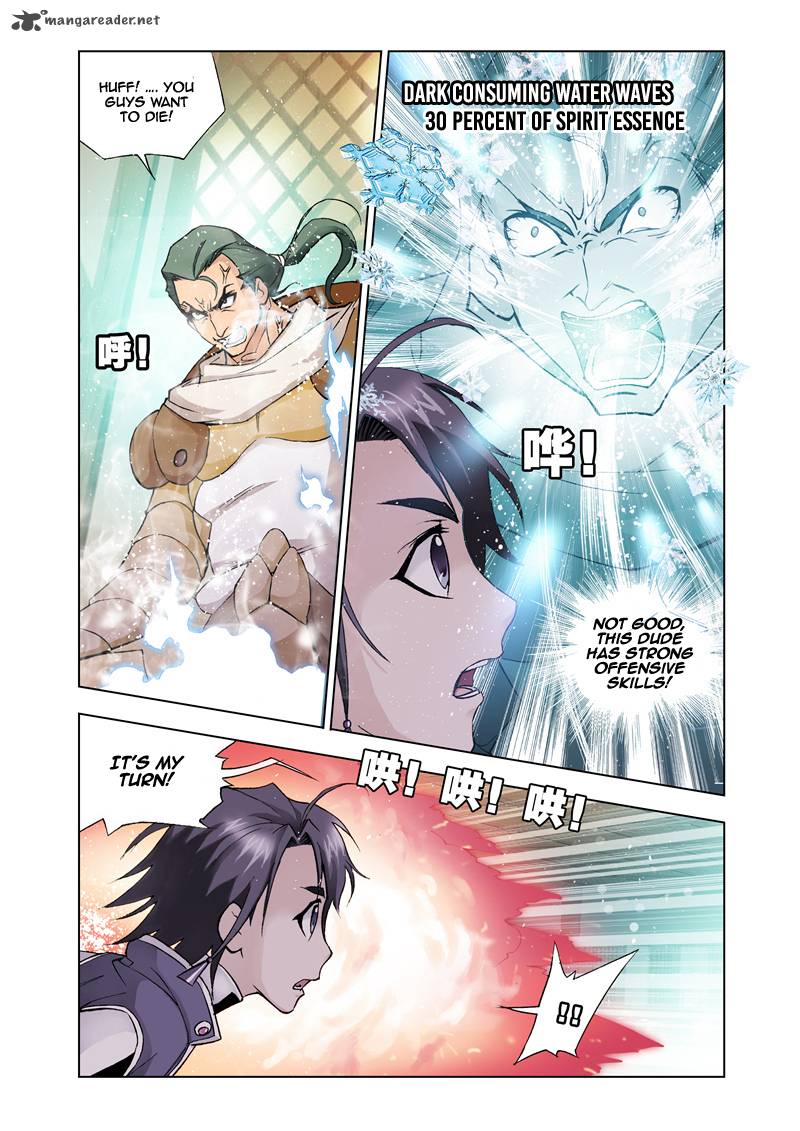 mangareader.net
HUFF! .... YOU
GUYS WANT
TO DIE!
呼!
DARK CONSUMING WATER WAVES
30 PERCENT OF SPIRIT ESSENCE
哗!
NOT GOOD,
THIS DUDE
HAS STRONG
OFFENSIVE
SKILLS!
IT'S MY
TURN!
哄! 哄! 哄!
!!